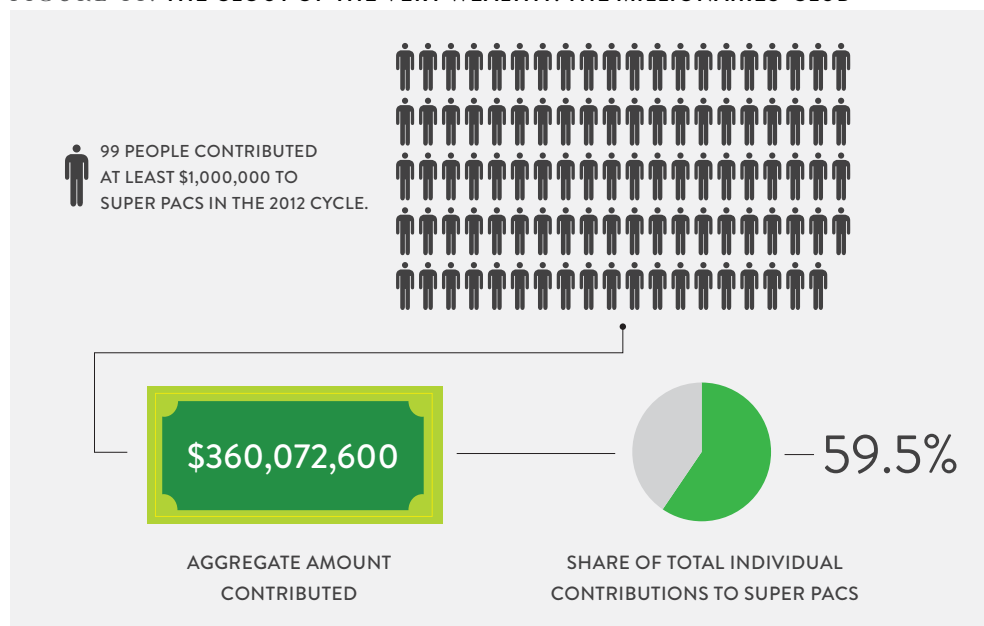 99 PEOPLE CONTRIBUTED
AT LEAST $1,000,000 TO
SUPER PACS IN THE 2012 CYCLE.
$360,072,600
59.5%
AGGREGATE AMOUNT
CONTRIBUTED
SHARE OF TOTAL INDIVIDUAL
CONTRIBUTIONS TO SUPER PACS